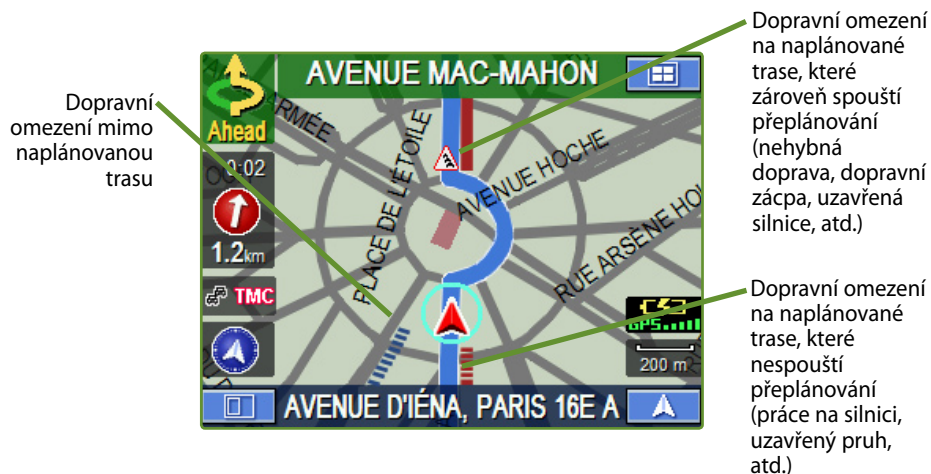 Dopravní
omezení mimo
naplánovanou
trasu
AVENUE MAC-MAHON
Ahead
ARMÉE
0:02
1.2km
TMC
PLACE DE L'ÉTOILE
AVENUE HOCHE
RUE ARSÈNE HO
GPS
200 m
AVENUE D'IÉNA, PARIS 16E A
Dopravní omezení
na naplánované
trase, které
zároveň spouští
přeplánování
(nehybná
doprava, dopravní
zácpa, uzavřená
silnice, atd.)
Dopravní omezení
na naplánované
trase, které
nespouští
přeplánování
(práce na silnici,
uzavřený pruh,
atd.)